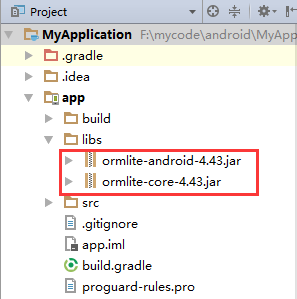 Project
MyApplication F:\mycode\android\MyApp
.gradle
.idea
app
build
libs
ormlite-android-4.43.jar
ormlite-core-4.43.jar
src
.gitignore
app.iml
build.gradle
proguard-rules.pro